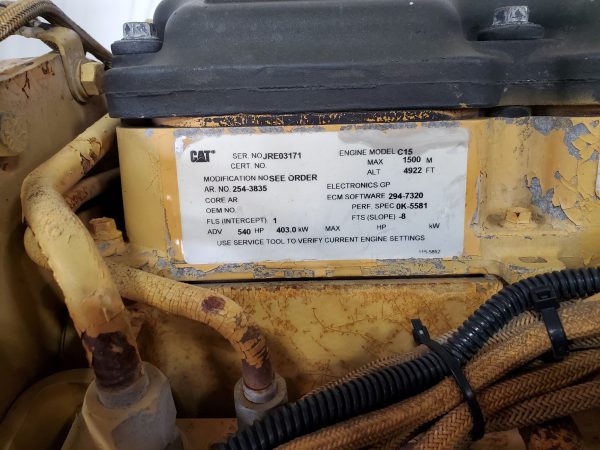 CAT® SER. NO. JRE03171 ENGINE MODEL C15
CERT. NO. MAX 1500 M
MODIFICATION NO SEE ORDER ALT 4922 FT
AR. NO. 254-3835 ELECTRONICS GP
CORE AR ECM SOFTWARE 294-7320
OEM NO. PERF. SPEC 0K-5581
FLS (INTERCEPT) 1 FTS (SLOPE) -8
ADV 540 HP 403.0 kW MAX HP kW
USE SERVICE TOOL TO VERIFY CURRENT ENGINE SETTINGS